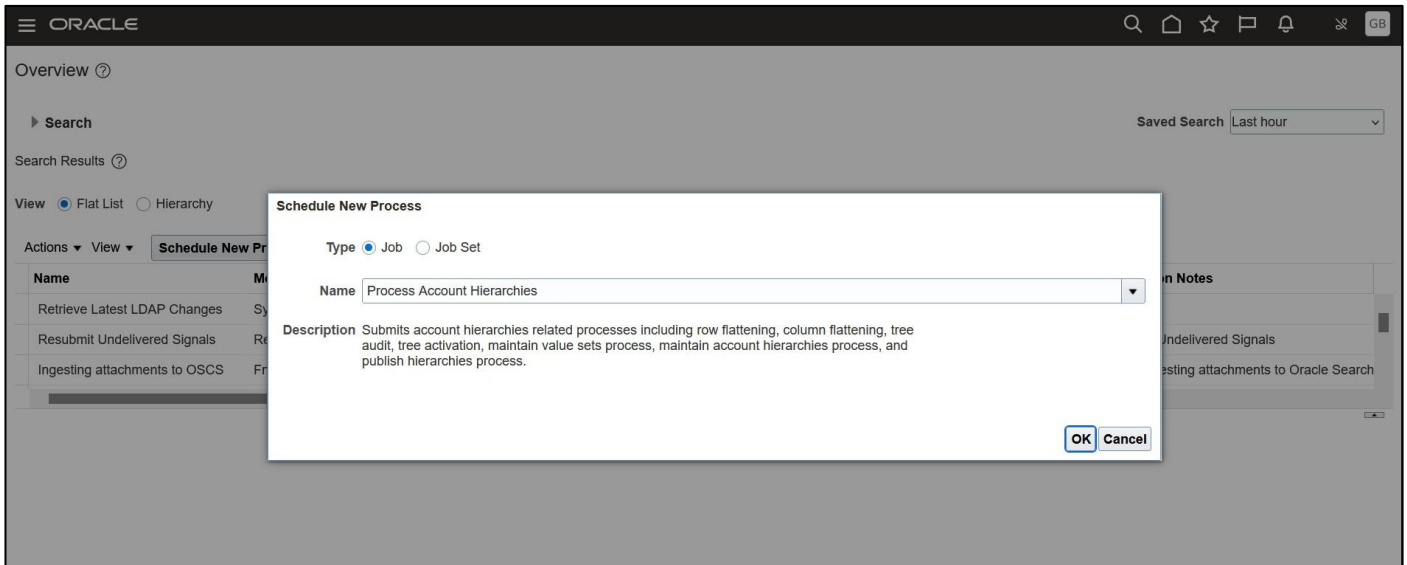 ORACLE
GB
Overview
Search
Saved Search Last hour
Search Results
View Flat List Hierarchy
Schedule New Process
Type Job Job Set
Actions View Schedule New Pr
Name
on Notes
Name Process Account Hierarchies
Retrieve Latest LDAP Changes Sy
Description Submits account hierarchies related processes including row flattening, column flattening, tree
audit, tree activation, maintain value sets process, maintain account hierarchies process, and
publish hierarchies process.
Resubmit Undelivered Signals Re
Undelivered Signals
Ingesting attachments to OSCS
esting attachments to Oracle Search
OK Cancel